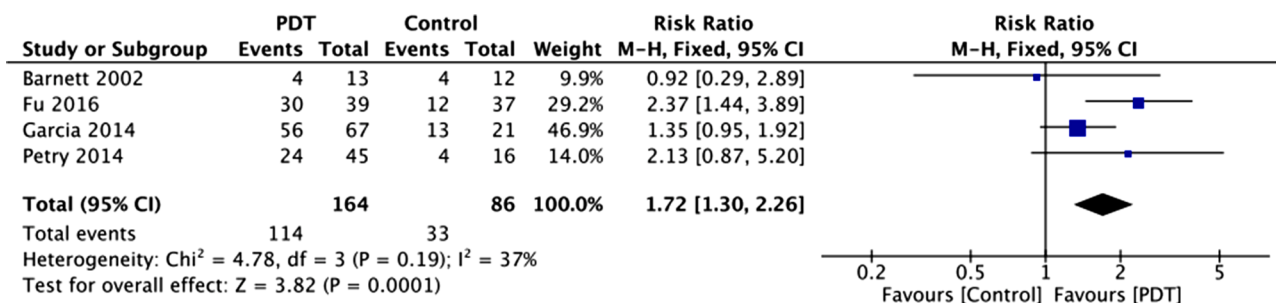 PDT Control Risk Ratio Risk Ratio
Study or Subgroup Events Total Events Total Weight M-H, Fixed, 95% CI M-H, Fixed, 95% CI
Barnett 2002 4 13 4 12 9.9% 0.92 [0.29, 2.89]
Fu 2016 30 39 12 37 29.2% 2.37 [1.44, 3.89]
Garcia 2014 56 67 13 21 46.9% 1.35 [0.95, 1.92]
Petry 2014 24 45 4 16 14.0% 2.13 [0.87, 5.20]
Total (95% CI) 164 86 100.0% 1.72 [1.30, 2.26]
Total events 114 33
Heterogeneity: Chi² = 4.78, df = 3 (P = 0.19); I² = 37%
Test for overall effect: Z = 3.82 (P = 0.0001)
0.2 0.5 1 2 5
Favours [Control] Favours [PDT]